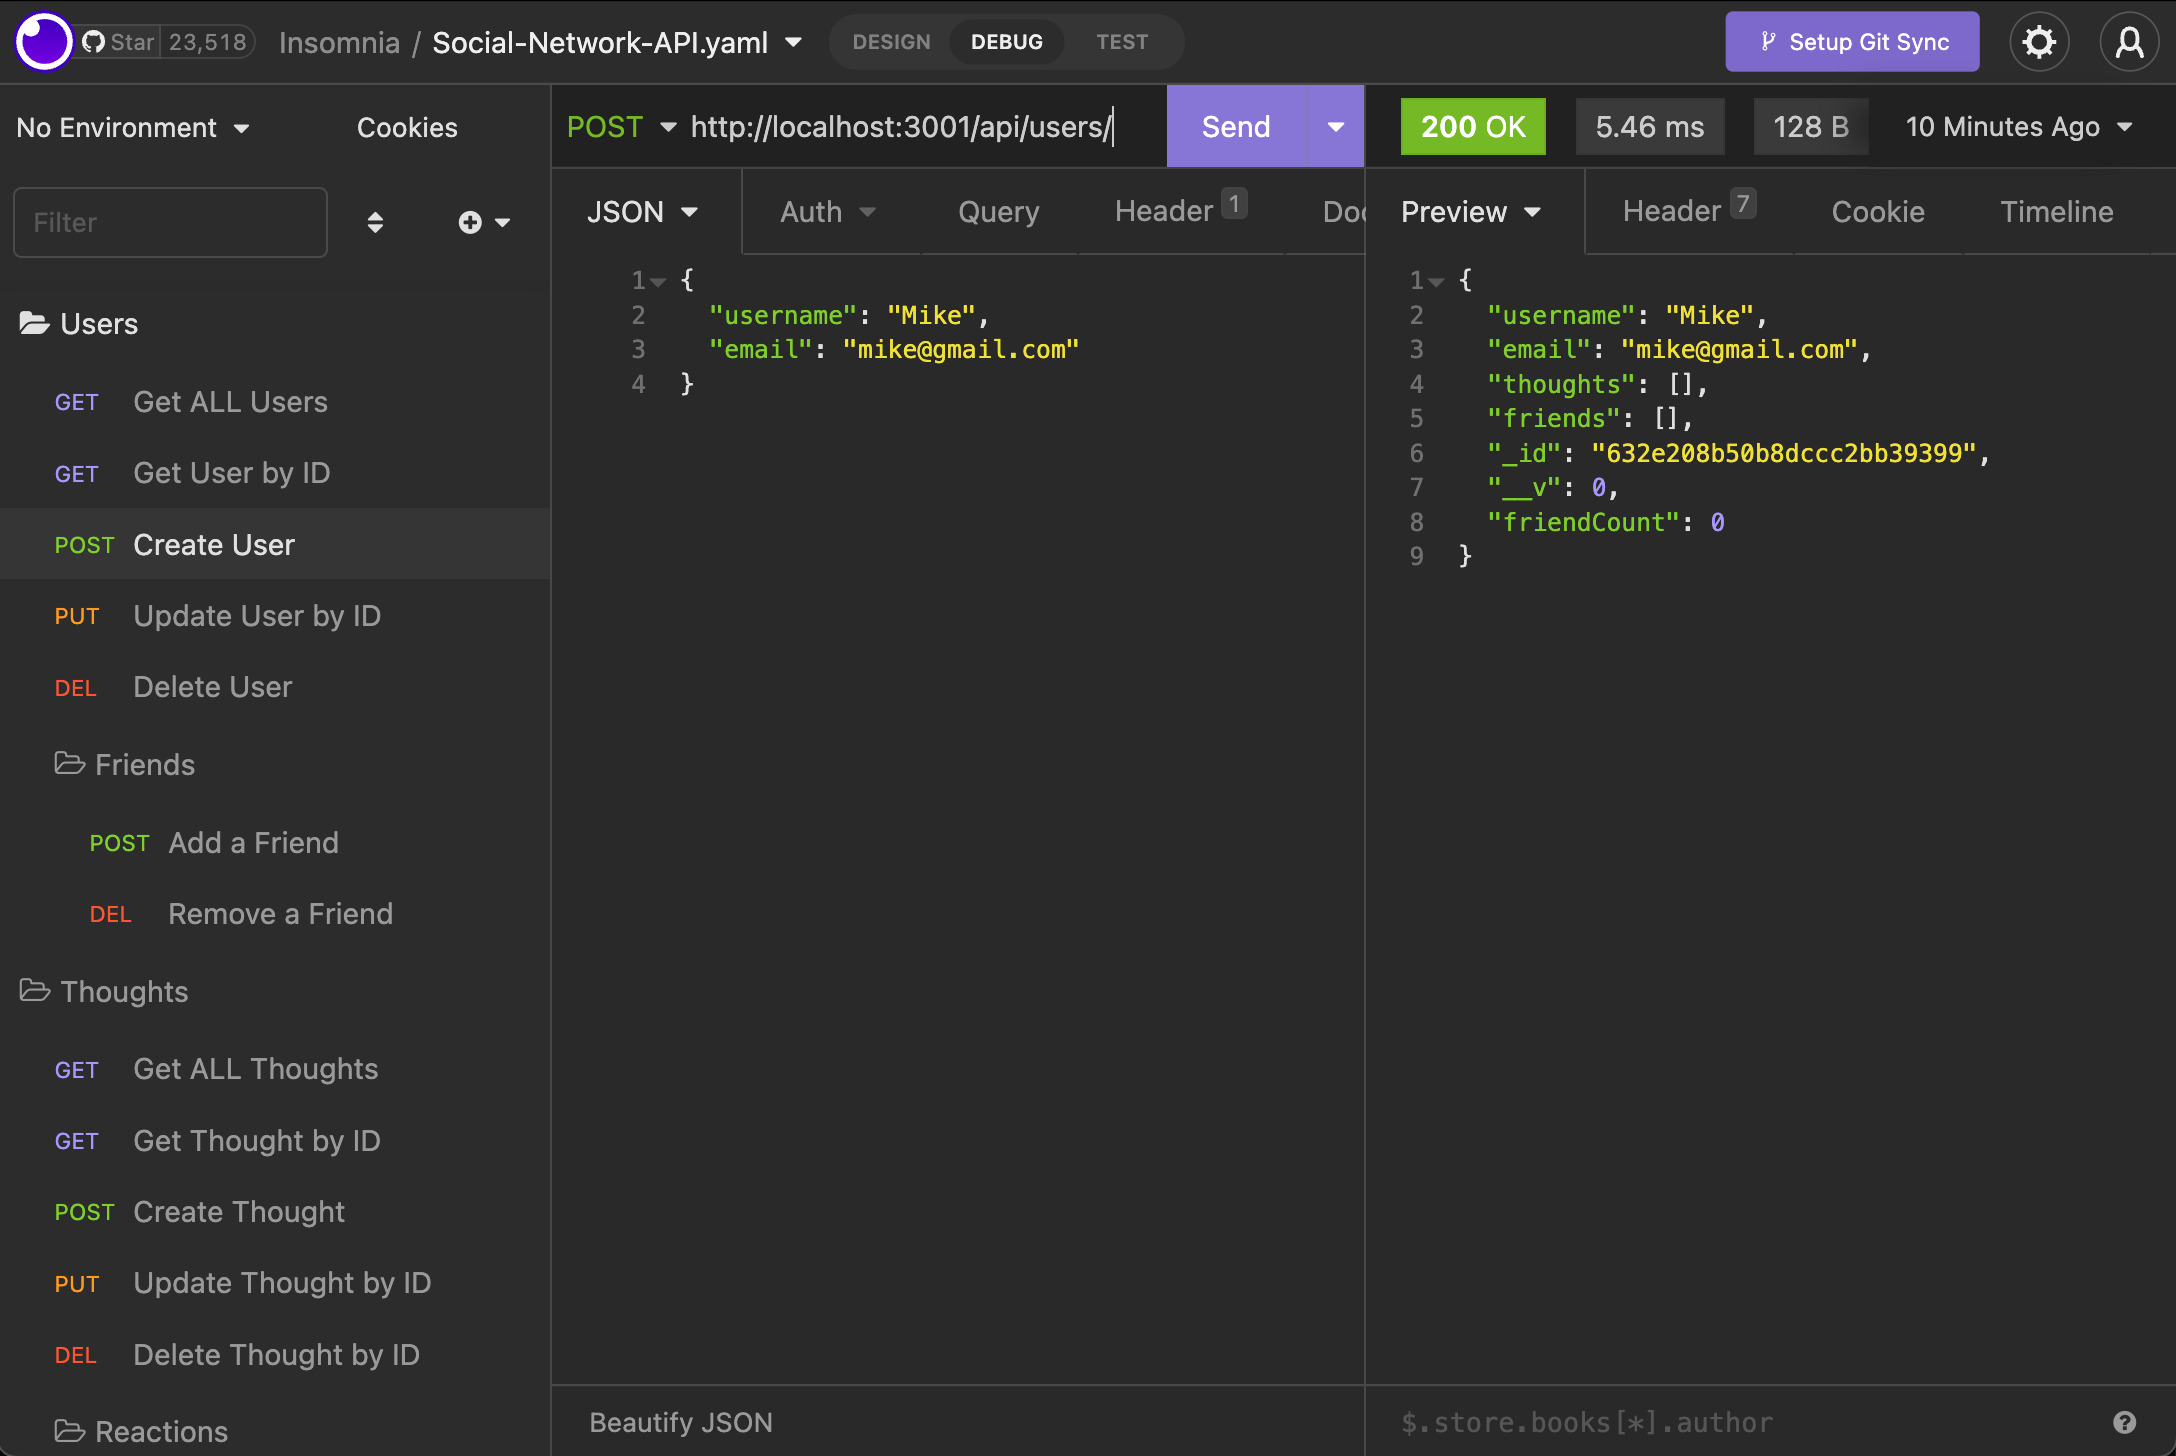 Star 23,518 Insomnia / Social-Network-API.yaml DESIGN DEBUG TEST Setup Git Sync
No Environment Cookies
Filter
Users
GET Get ALL Users
GET Get User by ID
POST Create User
PUT Update User by ID
DEL Delete User
Friends
POST Add a Friend
DEL Remove a Friend
Thoughts
GET Get ALL Thoughts
GET Get Thought by ID
POST Create Thought
PUT Update Thought by ID
DEL Delete Thought by ID
Reactions
POST http://localhost:3001/api/users/ Send
JSON Auth Query Header 1 Doc
1 {
2 "username": "Mike",
3 "email": "mike@gmail.com"
4 }
Beautify JSON
200 OK 5.46 ms 128 B 10 Minutes Ago
Preview Header 7 Cookie Timeline
1 {
2 "username": "Mike",
3 "email": "mike@gmail.com",
4 "thoughts": [],
5 "friends": [],
6 "_id": "632e208b50b8dccc2bb39399",
7 "__v": 0,
8 "friendCount": 0
9 }
$.store.books[*].author